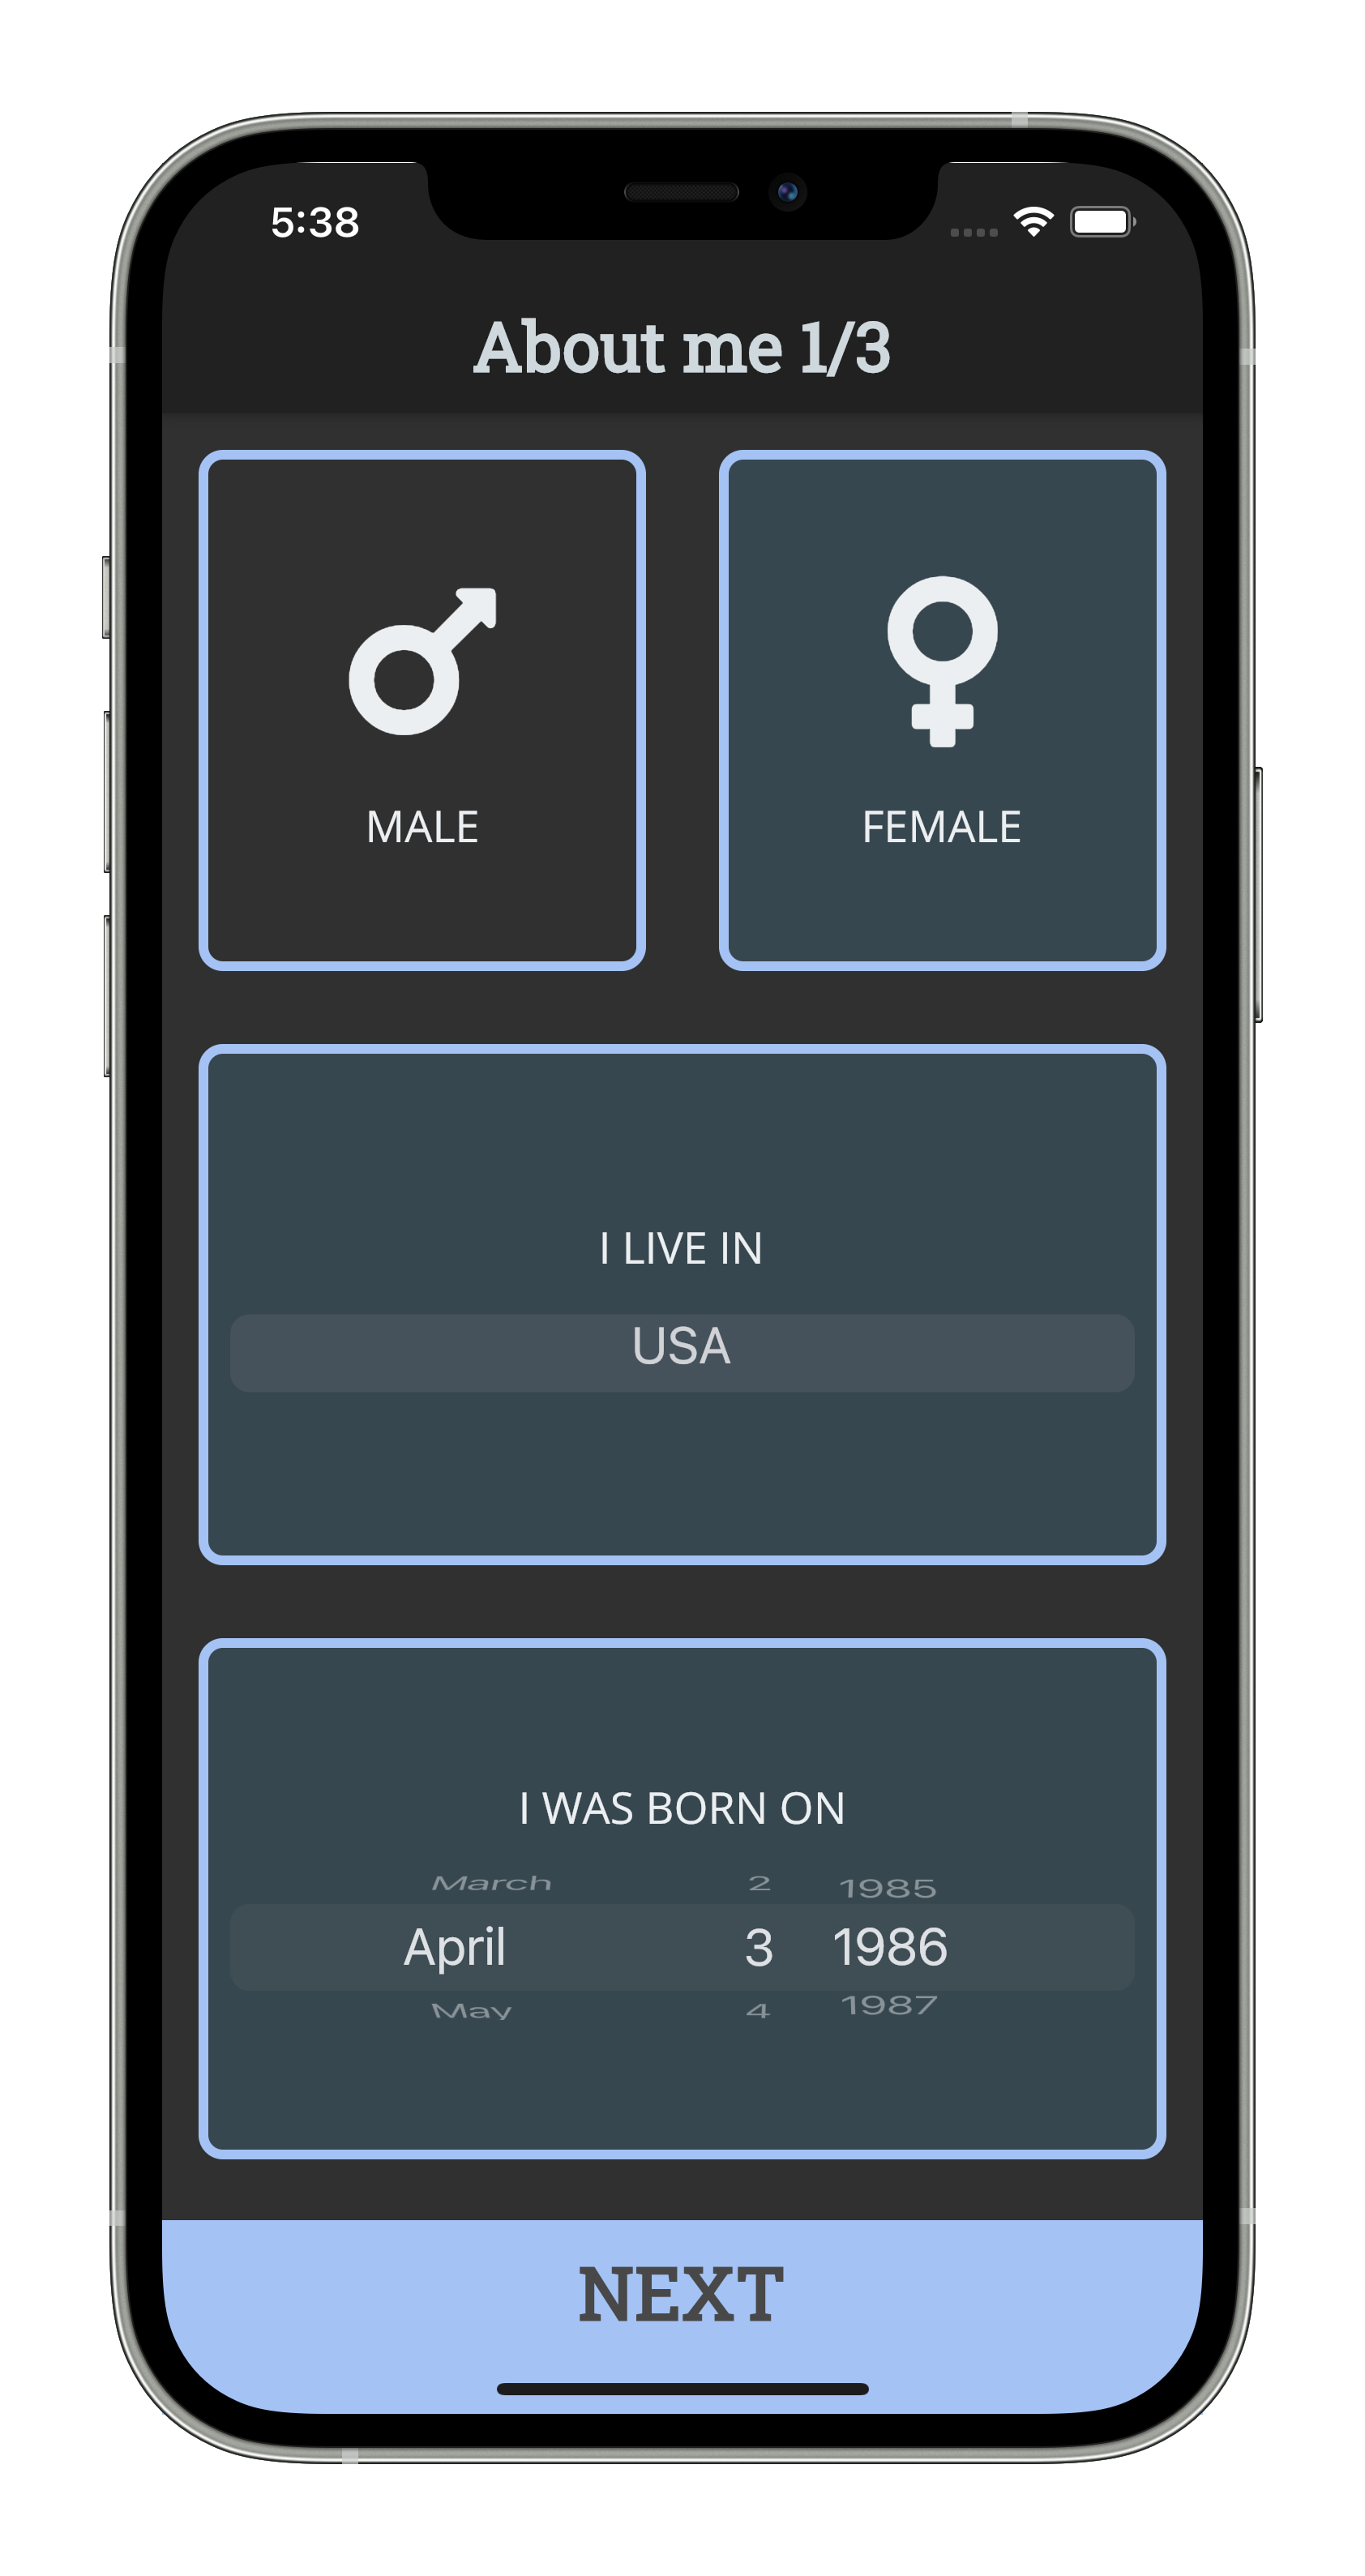 5:38
About me 1/3
MALE FEMALE
I LIVE IN
USA
I WAS BORN ON
March 2 1985
April 3 1986
May 4 1987
NEXT